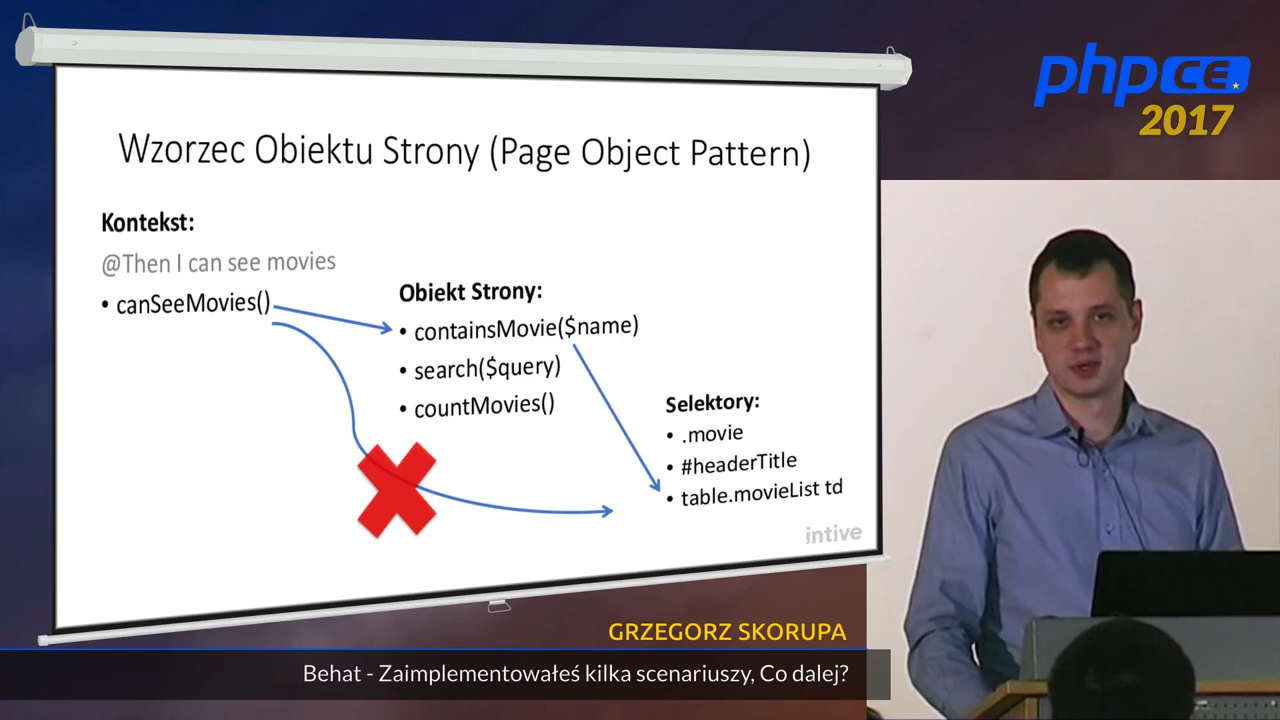 phpCE
2017
Wzorzec Obiektu Strony (Page Object Pattern)
Kontekst:
@Then I can see movies
• canSeeMovies()
Obiekt Strony:
• containsMovie($name)
• search($query)
• countMovies()
Selektory:
• .movie
• #headerTitle
• table.movieList td
intive
GRZEGORZ SKORUPA
Behat - Zaimplementowałeś kilka scenariuszy, Co dalej?